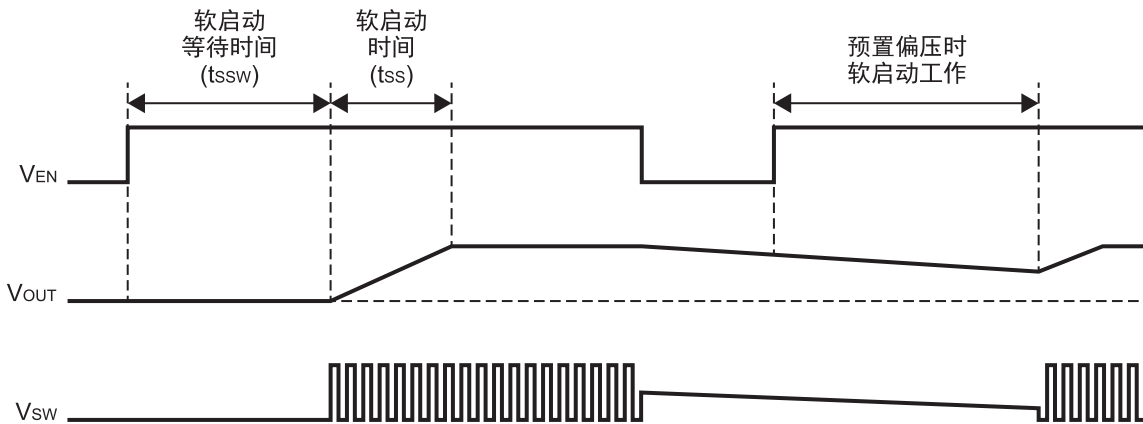 软启动
等待时间
(tSSW)
软启动
时间
(tSS)
预置偏压时
软启动工作
VEN
VOUT
VSW